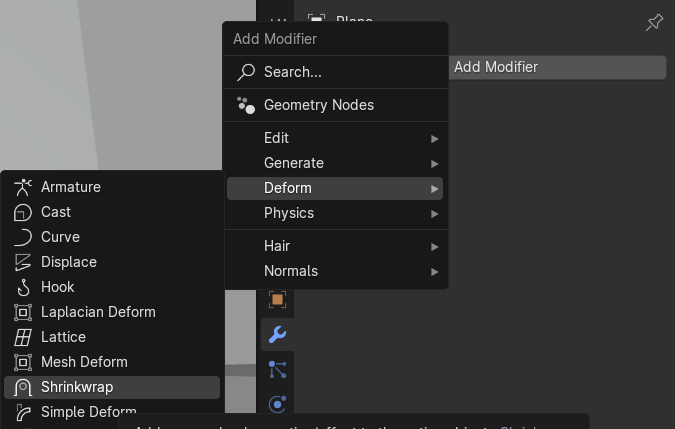 Plane
Add Modifier
Add Modifier
Search...
Geometry Nodes
Edit
Generate
Deform
Physics
Hair
Normals
Armature
Cast
Curve
Displace
Hook
Laplacian Deform
Lattice
Mesh Deform
Shrinkwrap
Simple Deform